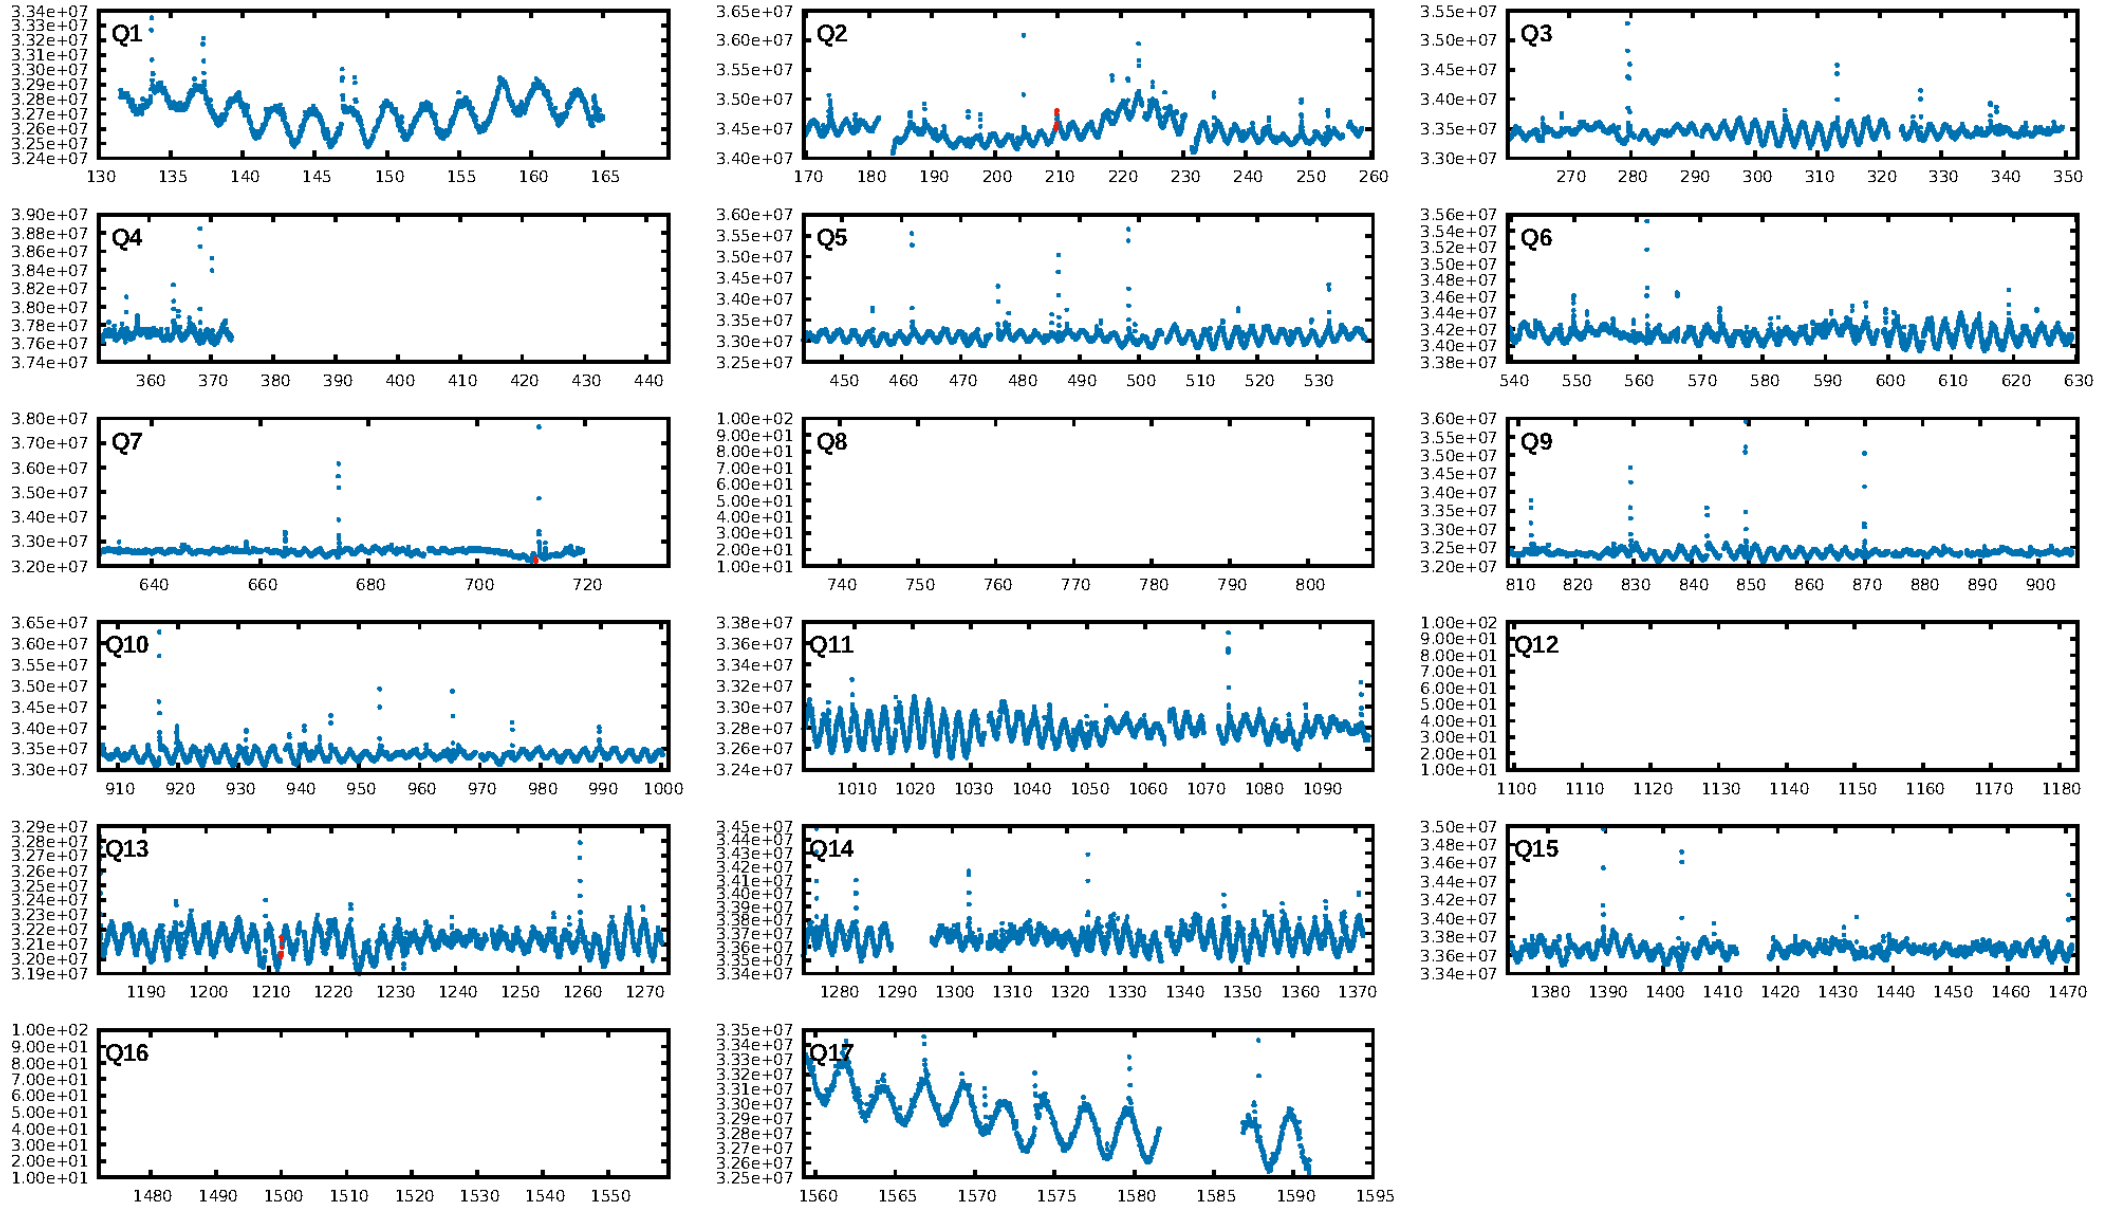 Q1
3.34e+07
3.33e+07
3.32e+07
3.31e+07
3.30e+07
3.29e+07
3.28e+07
3.27e+07
3.26e+07
3.25e+07
3.24e+07
130 135 140 145 150 155 160 165
Q2
3.65e+07
3.60e+07
3.55e+07
3.50e+07
3.45e+07
3.40e+07
170 180 190 200 210 220 230 240 250 260
Q3
3.55e+07
3.50e+07
3.45e+07
3.40e+07
3.35e+07
3.30e+07
270 280 290 300 310 320 330 340 350
Q4
3.90e+07
3.88e+07
3.86e+07
3.84e+07
3.82e+07
3.80e+07
3.78e+07
3.76e+07
3.74e+07
360 370 380 390 400 410 420 430 440
Q5
3.60e+07
3.55e+07
3.50e+07
3.45e+07
3.40e+07
3.35e+07
3.30e+07
3.25e+07
450 460 470 480 490 500 510 520 530
Q6
3.56e+07
3.54e+07
3.52e+07
3.50e+07
3.48e+07
3.46e+07
3.44e+07
3.42e+07
3.40e+07
3.38e+07
540 550 560 570 580 590 600 610 620 630
Q7
3.80e+07
3.70e+07
3.60e+07
3.50e+07
3.40e+07
3.30e+07
3.20e+07
640 660 680 700 720
Q8
1.00e+02
9.00e+01
8.00e+01
7.00e+01
6.00e+01
5.00e+01
4.00e+01
3.00e+01
2.00e+01
1.00e+01
740 750 760 770 780 790 800
Q9
3.60e+07
3.55e+07
3.50e+07
3.45e+07
3.40e+07
3.35e+07
3.30e+07
3.25e+07
3.20e+07
810 820 830 840 850 860 870 880 890 900
Q10
3.65e+07
3.60e+07
3.55e+07
3.50e+07
3.45e+07
3.40e+07
3.35e+07
3.30e+07
910 920 930 940 950 960 970 980 990 1000
Q11
3.38e+07
3.36e+07
3.34e+07
3.32e+07
3.30e+07
3.28e+07
3.26e+07
3.24e+07
1010 1020 1030 1040 1050 1060 1070 1080 1090
Q12
1.00e+02
9.00e+01
8.00e+01
7.00e+01
6.00e+01
5.00e+01
4.00e+01
3.00e+01
2.00e+01
1.00e+01
1100 1110 1120 1130 1140 1150 1160 1170 1180
Q13
3.29e+07
3.28e+07
3.27e+07
3.26e+07
3.25e+07
3.24e+07
3.23e+07
3.22e+07
3.21e+07
3.20e+07
3.19e+07
1190 1200 1210 1220 1230 1240 1250 1260 1270
Q14
3.45e+07
3.44e+07
3.43e+07
3.42e+07
3.41e+07
3.40e+07
3.39e+07
3.38e+07
3.37e+07
3.36e+07
3.35e+07
3.34e+07
1280 1290 1300 1310 1320 1330 1340 1350 1360 1370
Q15
3.50e+07
3.48e+07
3.46e+07
3.44e+07
3.42e+07
3.40e+07
3.38e+07
3.36e+07
3.34e+07
1380 1390 1400 1410 1420 1430 1440 1450 1460 1470
Q16
1.00e+02
9.00e+01
8.00e+01
7.00e+01
6.00e+01
5.00e+01
4.00e+01
3.00e+01
2.00e+01
1.00e+01
1480 1490 1500 1510 1520 1530 1540 1550
Q17
3.35e+07
3.34e+07
3.33e+07
3.32e+07
3.31e+07
3.30e+07
3.29e+07
3.28e+07
3.27e+07
3.26e+07
3.25e+07
1560 1565 1570 1575 1580 1585 1590 1595